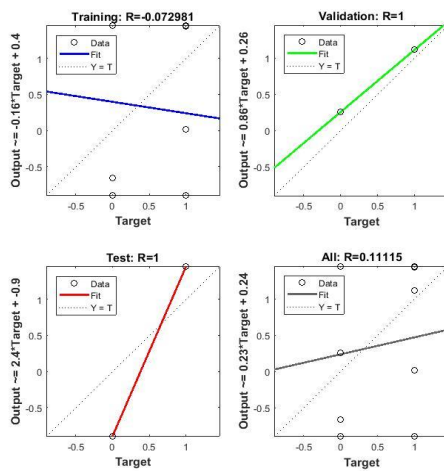 Training: R=-0.072981
Output ~= -0.16*Target + 0.4
1
0.5
0
-0.5
Data
Fit
Y = T
-0.5 0 0.5 1
Target
Validation: R=1
Output ~= 0.86*Target + 0.26
1
0.5
0
-0.5
Data
Fit
Y = T
-0.5 0 0.5 1
Target
Test: R=1
Output ~= 2.4*Target + -0.9
1
0.5
0
-0.5
Data
Fit
Y = T
-0.5 0 0.5 1
Target
All: R=0.11115
Output ~= 0.23*Target + 0.24
1
0.5
0
-0.5
Data
Fit
Y = T
-0.5 0 0.5 1
Target